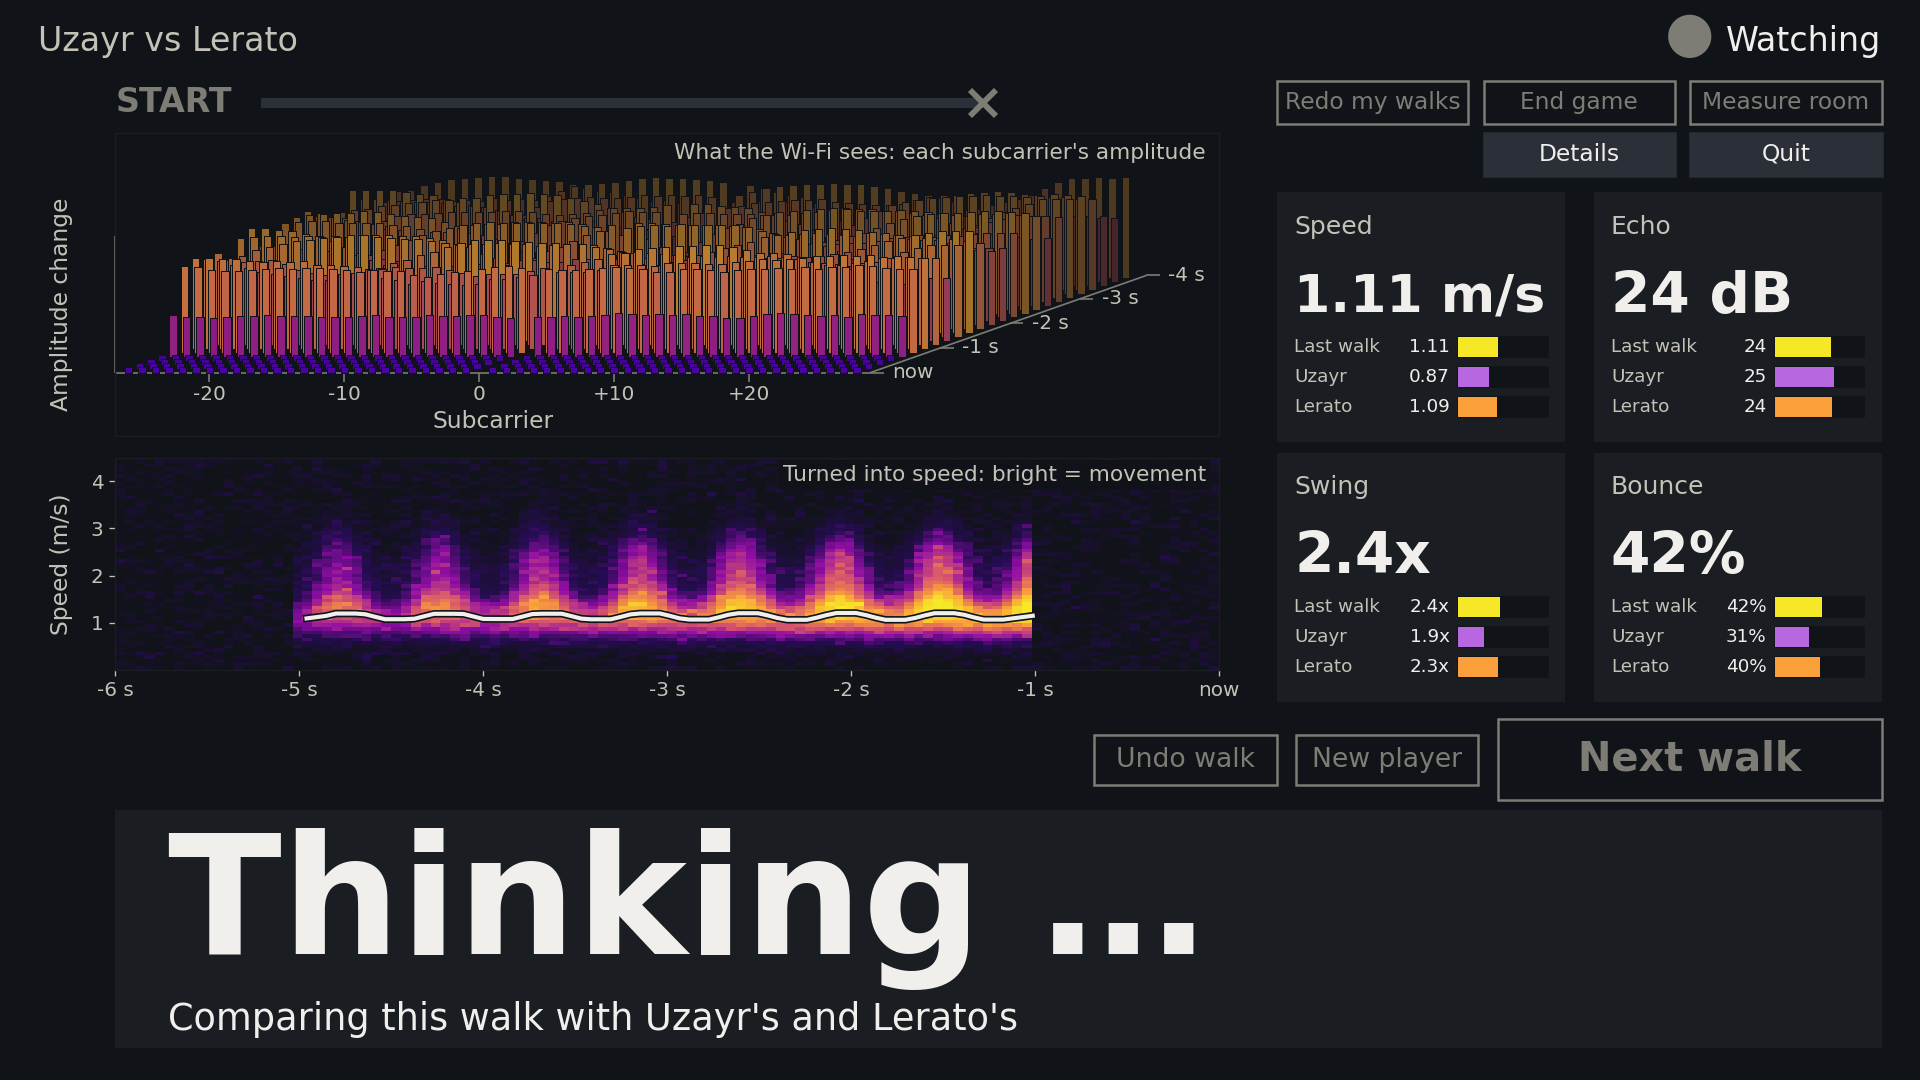 Uzayr vs Lerato
Watching
START
Redo my walks
End game
Measure room
Details
Quit
What the Wi-Fi sees: each subcarrier's amplitude
Amplitude change
-4 s
-3 s
-2 s
-1 s
now
-20
-10
0
+10
+20
Subcarrier
Turned into speed: bright = movement
Speed (m/s)
4
3
2
1
-6 s
-5 s
-4 s
-3 s
-2 s
-1 s
now
Speed
1.11 m/s
Last walk 1.11
Uzayr 0.87
Lerato 1.09
Echo
24 dB
Last walk 24
Uzayr 25
Lerato 24
Swing
2.4x
Last walk 2.4x
Uzayr 1.9x
Lerato 2.3x
Bounce
42%
Last walk 42%
Uzayr 31%
Lerato 40%
Undo walk
New player
Next walk
Thinking ...
Comparing this walk with Uzayr's and Lerato's